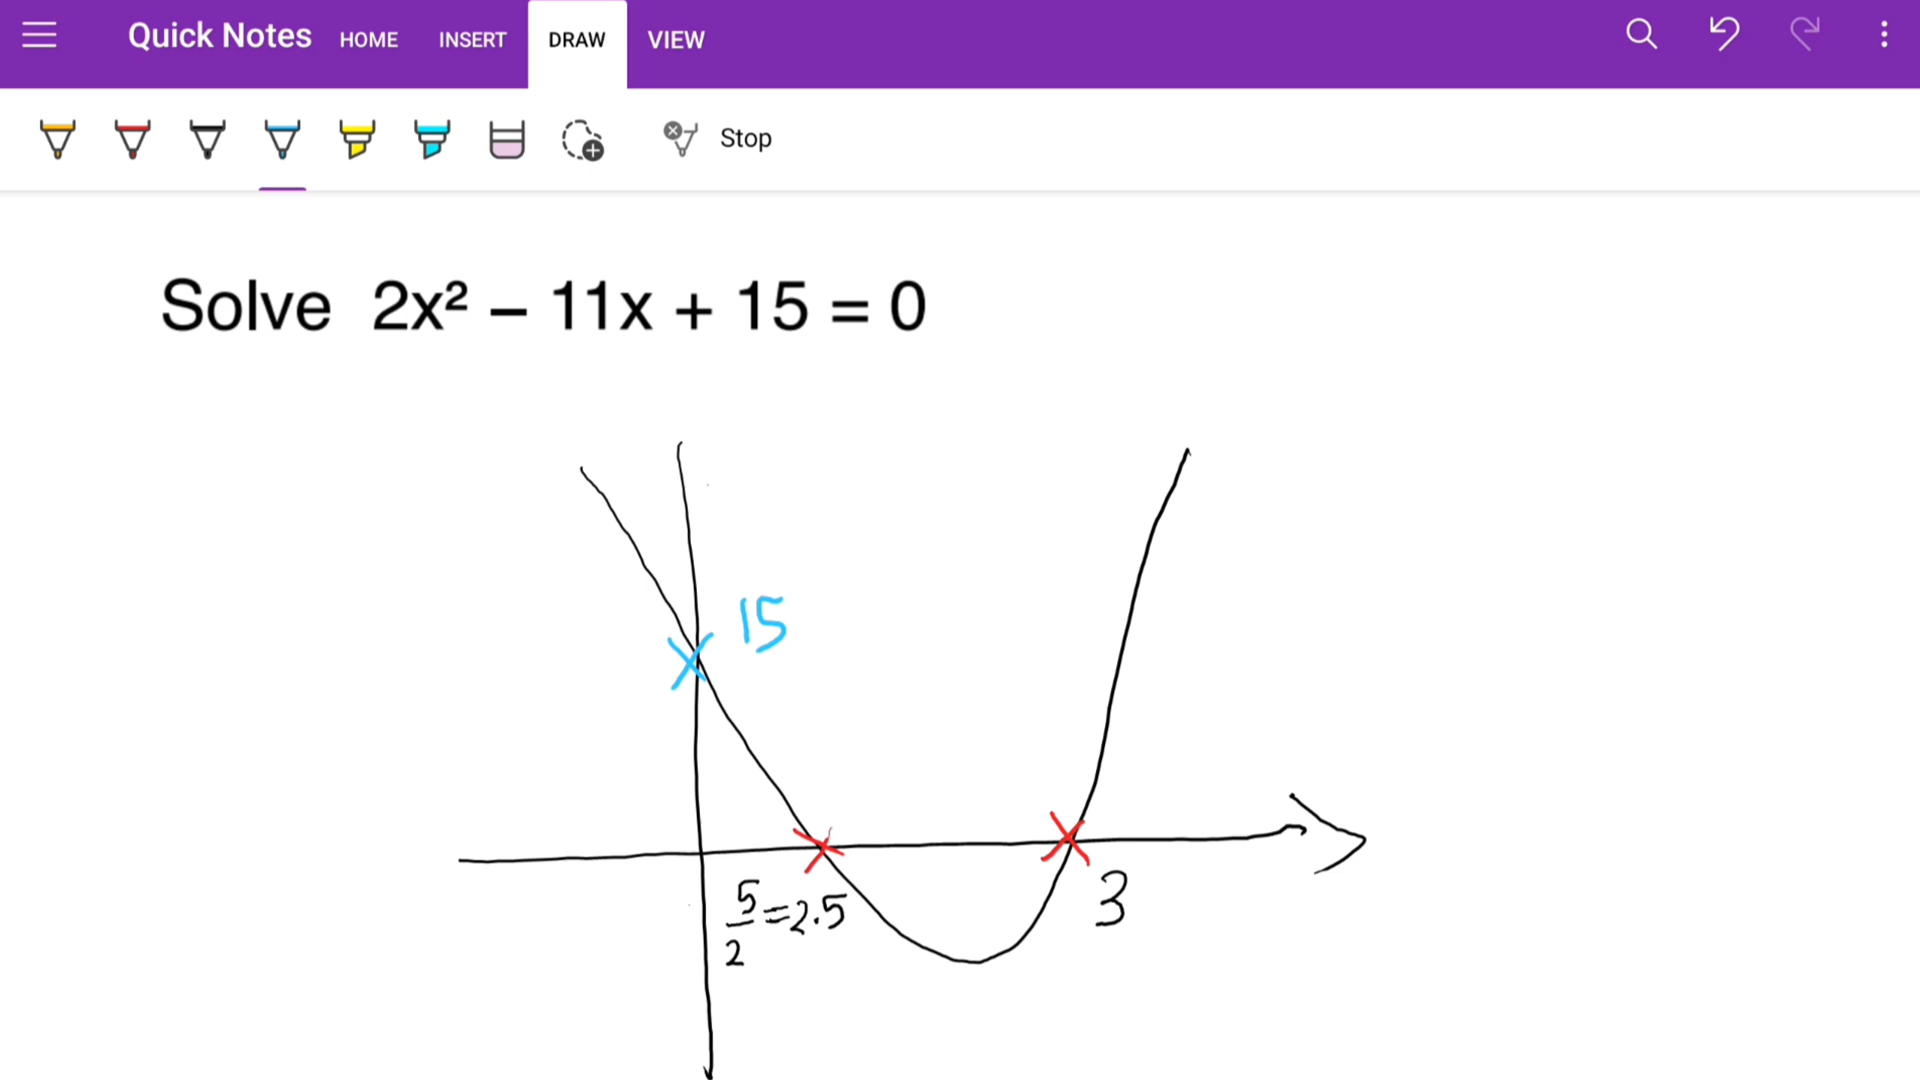 Quick Notes HOME INSERT DRAW VIEW
Stop
Solve 2x² – 11x + 15 = 0
15
5/2 = 2.5
3